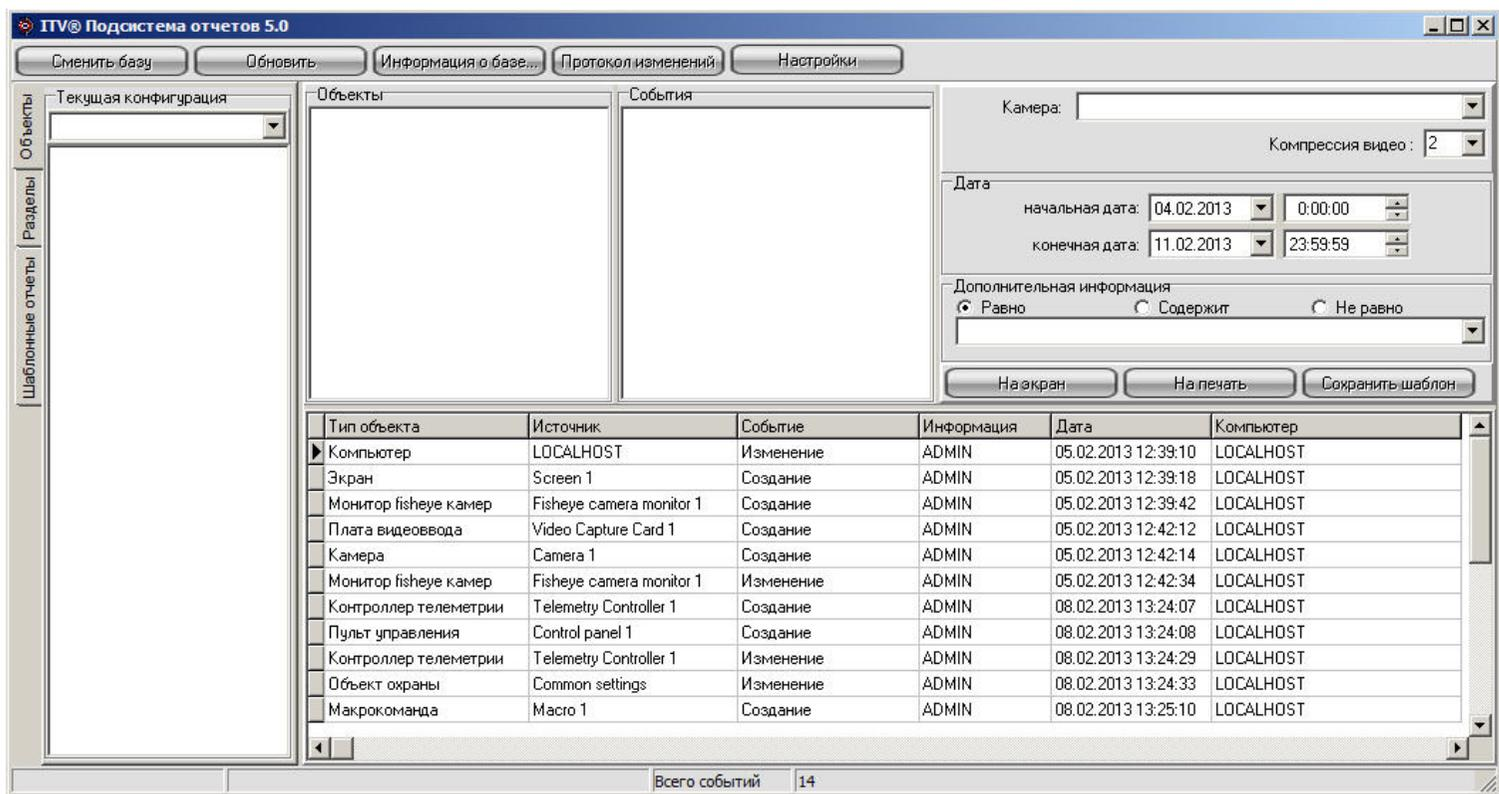 ITV® Подсистема отчетов 5.0
Сменить базу Обновить Информация о базе... Протокол изменений Настройки
Объекты
Разделы
Шаблонные отчеты
Текущая конфигурация
Объекты
События
Камера:
Компрессия видео : 2
Дата
начальная дата: 04.02.2013 0:00:00
конечная дата: 11.02.2013 23:59:59
Дополнительная информация
Равно Содержит Не равно
На экран На печать Сохранить шаблон
Тип объекта Источник Событие Информация Дата Компьютер
Компьютер LOCALHOST Изменение ADMIN 05.02.2013 12:39:10 LOCALHOST
Экран Screen 1 Создание ADMIN 05.02.2013 12:39:18 LOCALHOST
Монитор fisheye камер Fisheye camera monitor 1 Создание ADMIN 05.02.2013 12:39:42 LOCALHOST
Плата видеоввода Video Capture Card 1 Создание ADMIN 05.02.2013 12:42:12 LOCALHOST
Камера Camera 1 Создание ADMIN 05.02.2013 12:42:14 LOCALHOST
Монитор fisheye камер Fisheye camera monitor 1 Изменение ADMIN 05.02.2013 12:42:34 LOCALHOST
Контроллер телеметрии Telemetry Controller 1 Создание ADMIN 08.02.2013 13:24:07 LOCALHOST
Пульт управления Control panel 1 Создание ADMIN 08.02.2013 13:24:08 LOCALHOST
Контроллер телеметрии Telemetry Controller 1 Изменение ADMIN 08.02.2013 13:24:29 LOCALHOST
Объект охраны Common settings Изменение ADMIN 08.02.2013 13:24:33 LOCALHOST
Макрокоманда Macro 1 Создание ADMIN 08.02.2013 13:25:10 LOCALHOST
Всего событий 14